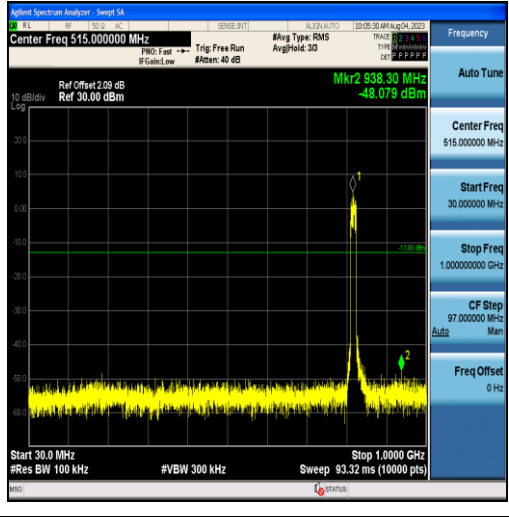 Agilent Spectrum Analyzer - Swept SA
RL RF 50 Ω AC SENSE:INT ALIGN AUTO 10:05:30 AM Aug 04, 2023
Center Freq 515.000000 MHz #Avg Type: RMS TRACE 1 2 3 4 5 6
PNO: Fast Trig: Free Run Avg|Hold: 3/3 TYPE M W W W W W
IFGain:Low #Atten: 40 dB DET P P P P P P
Frequency
Auto Tune
Mkr2 938.30 MHz
Ref Offset 2.09 dB
10 dB/div Ref 30.00 dBm -48.079 dBm
Log
20.0
10.0
0.00
-10.0
-20.0
-30.0
-40.0
-50.0
-60.0
1
-13.00 dBm
2
Center Freq
515.000000 MHz
Start Freq
30.000000 MHz
Stop Freq
1.000000000 GHz
CF Step
97.000000 MHz
Auto Man
Freq Offset
0 Hz
Start 30.0 MHz Stop 1.0000 GHz
#Res BW 100 kHz #VBW 300 kHz Sweep 93.32 ms (10000 pts)
MSG STATUS